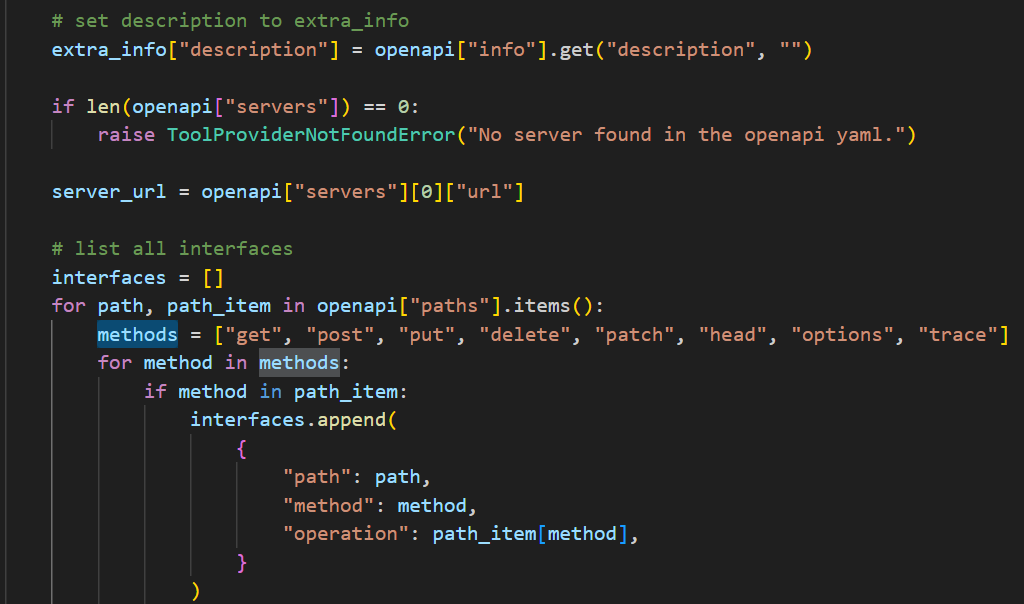 # set description to extra_info
extra_info["description"] = openapi["info"].get("description", "")

if len(openapi["servers"]) == 0:
    raise ToolProviderNotFoundError("No server found in the openapi yaml.")

server_url = openapi["servers"][0]["url"]

# list all interfaces
interfaces = []
for path, path_item in openapi["paths"].items():
    methods = ["get", "post", "put", "delete", "patch", "head", "options", "trace"]
    for method in methods:
        if method in path_item:
            interfaces.append(
                {
                    "path": path,
                    "method": method,
                    "operation": path_item[method],
                }
            )